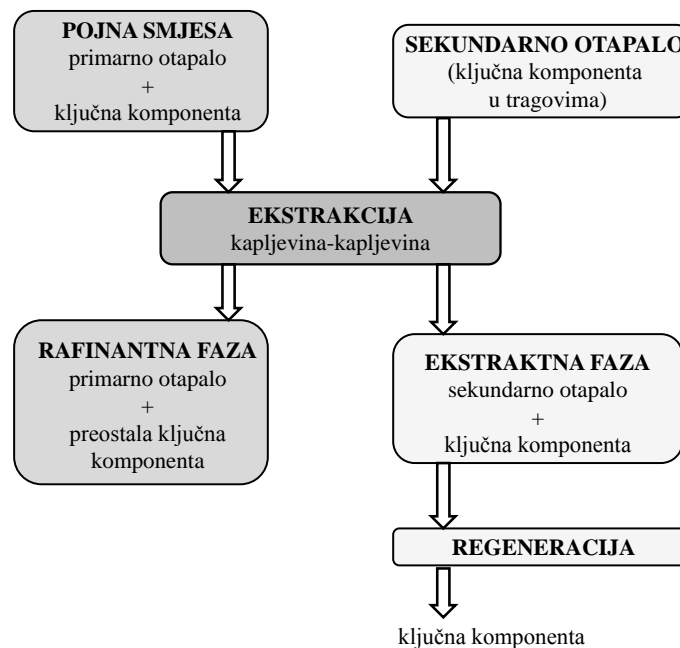 POJNA SMJESA
primarno otapalo
+
ključna komponenta
SEKUNDARNO OTAPALO
(ključna komponenta
u tragovima)
EKSTRAKCIJA
kapljevina-kapljevina
RAFINANTNA FAZA
primarno otapalo
+
preostala ključna
komponenta
EKSTRAKTNA FAZA
sekundarno otapalo
+
ključna komponenta
REGENERACIJA
ključna komponenta